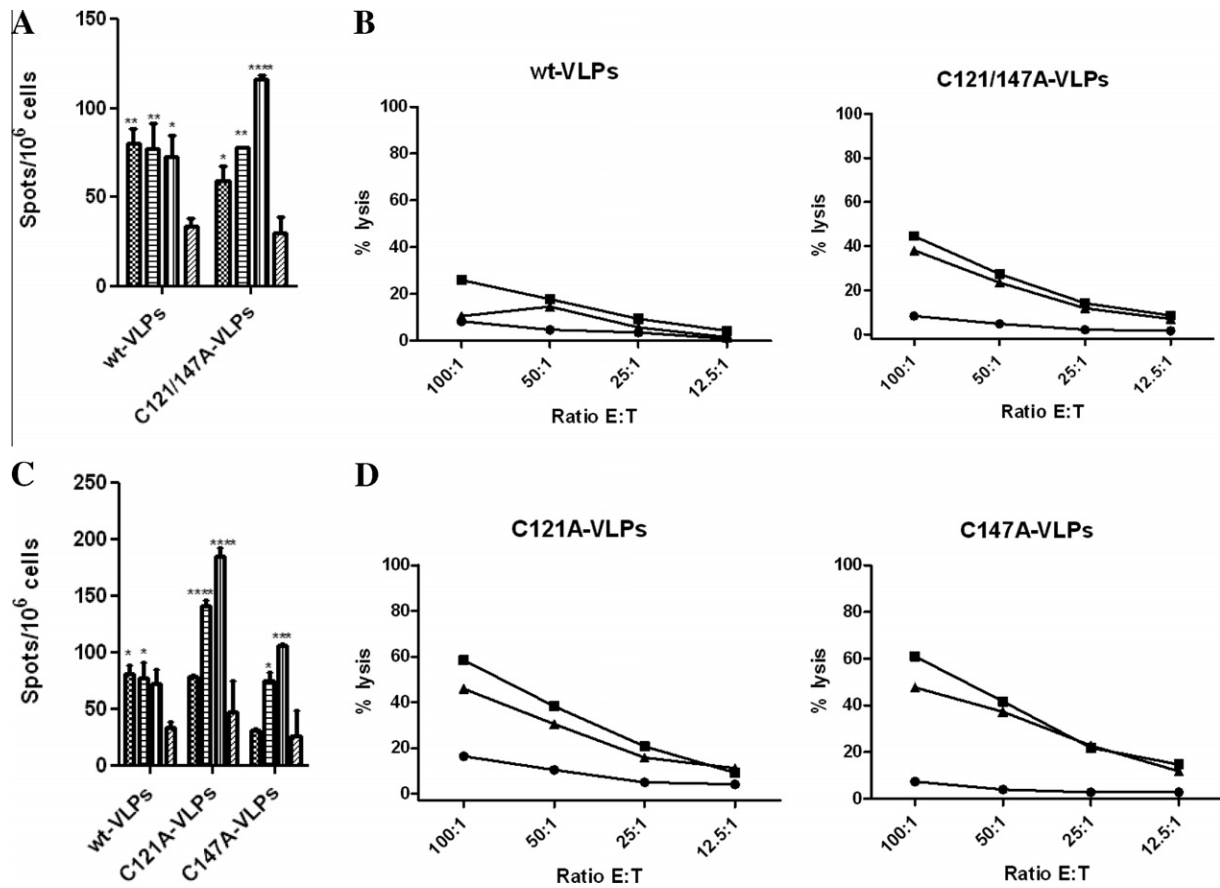 A
150
100
50
0
Spots/10⁶ cells
** ** *
* ** ****
wt-VLPs
C121/147A-VLPs
B
wt-VLPs
100
80
60
40
20
0
% lysis
100:1
50:1
25:1
12.5:1
Ratio E:T
C121/147A-VLPs
100
80
60
40
20
0
% lysis
100:1
50:1
25:1
12.5:1
Ratio E:T
C
250
200
150
100
50
0
Spots/10⁶ cells
* *
**** ****
* ***
wt-VLPs
C121A-VLPs
C147A-VLPs
D
C121A-VLPs
100
80
60
40
20
0
% lysis
100:1
50:1
25:1
12.5:1
Ratio E:T
C147A-VLPs
100
80
60
40
20
0
% lysis
100:1
50:1
25:1
12.5:1
Ratio E:T